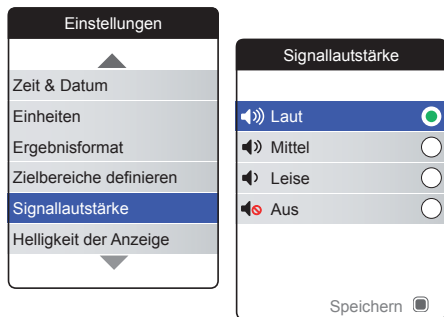 Einstellungen
Zeit & Datum
Einheiten
Ergebnisformat
Zielbereiche definieren
Signallautstärke
Helligkeit der Anzeige
Signallautstärke
Laut
Mittel
Leise
Aus
Speichern